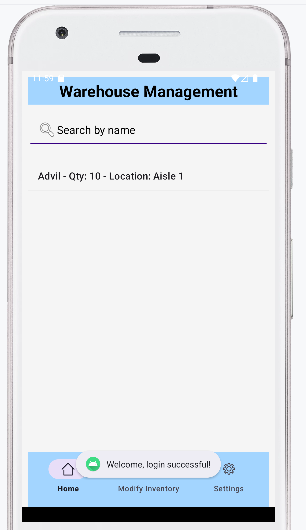 11:54
Warehouse Management
Search by name
Advil - Qty: 10 - Location: Aisle 1
Welcome, login successful!
Home
Modify Inventory
Settings